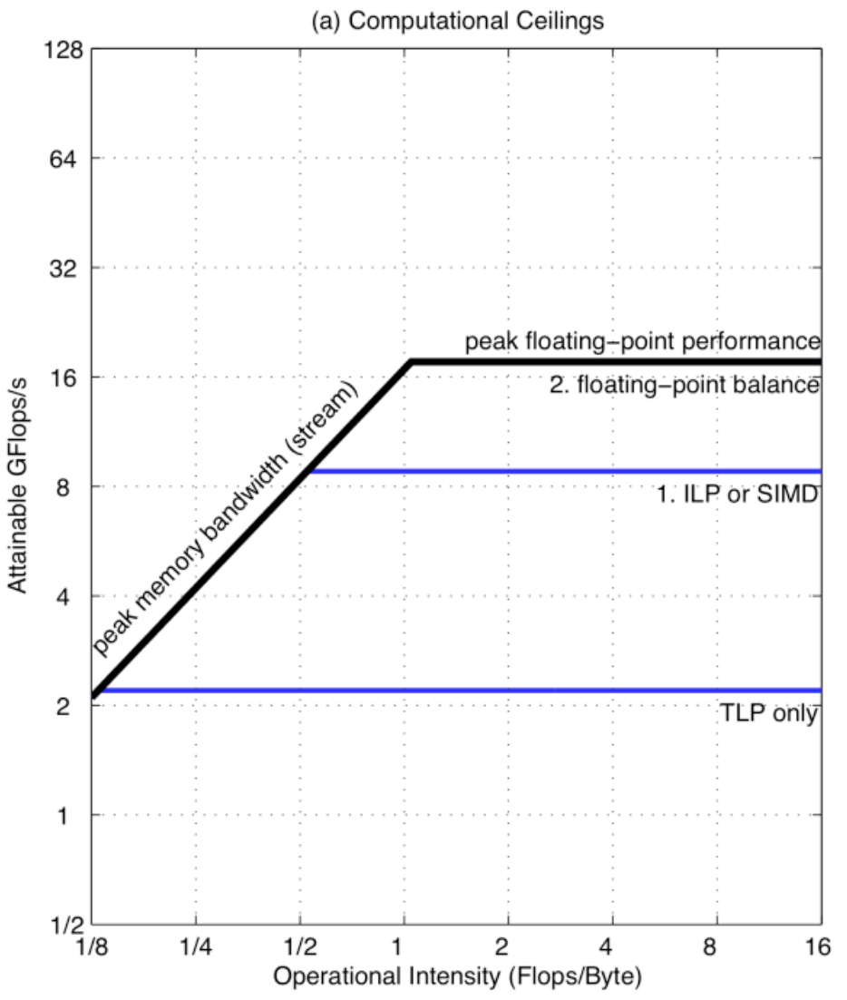 (a) Computational Ceilings
128
64
32
16
8
4
2
1
1/2
Attainable GFlops/s
peak memory bandwidth (stream)
peak floating–point performance
2. floating–point balance
1. ILP or SIMD
TLP only
1/8 1/4 1/2 1 2 4 8 16
Operational Intensity (Flops/Byte)